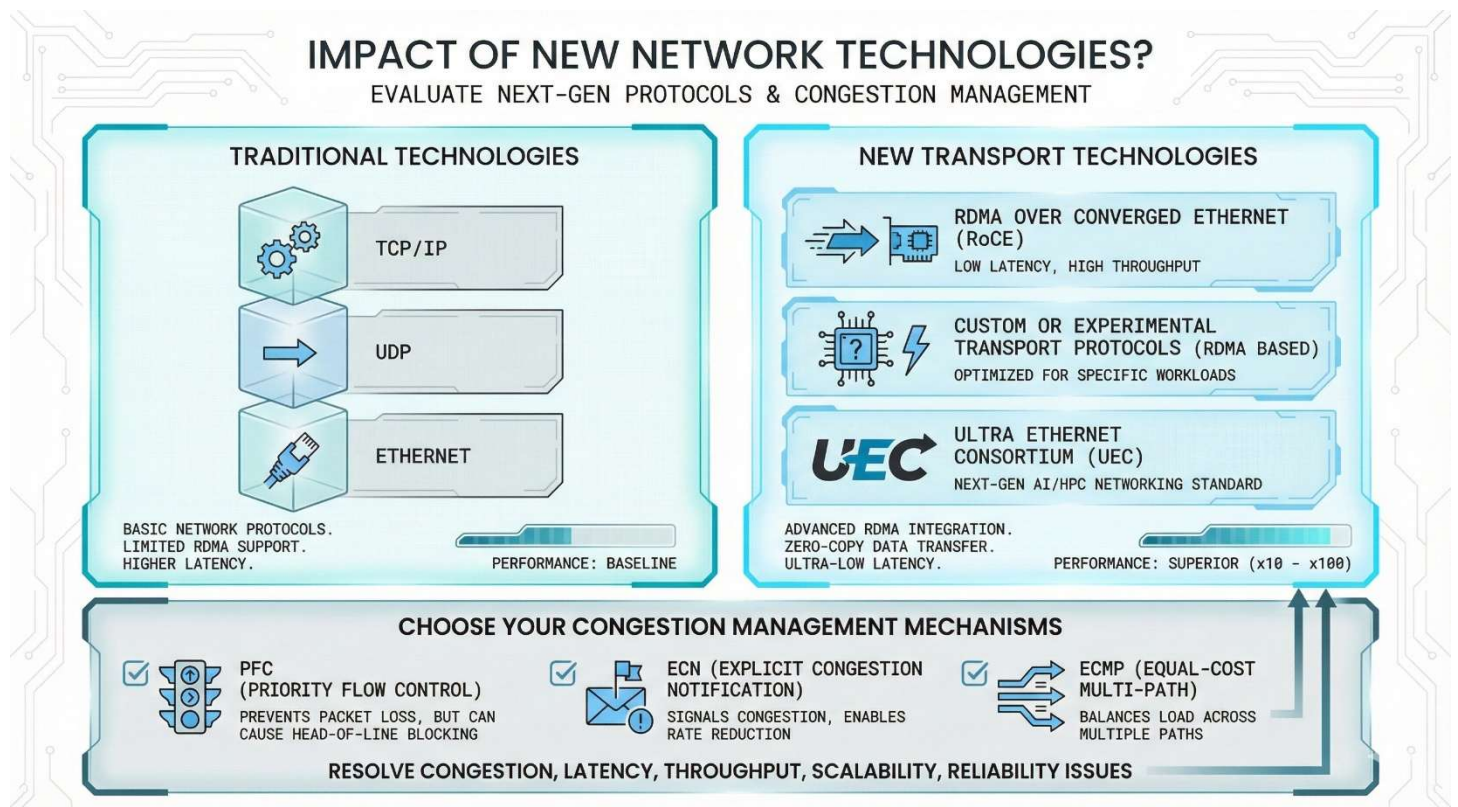 IMPACT OF NEW NETWORK TECHNOLOGIES?
EVALUATE NEXT-GEN PROTOCOLS & CONGESTION MANAGEMENT
TRADITIONAL TECHNOLOGIES
TCP/IP
UDP
ETHERNET
BASIC NETWORK PROTOCOLS.
LIMITED RDMA SUPPORT.
HIGHER LATENCY.
PERFORMANCE: BASELINE
NEW TRANSPORT TECHNOLOGIES
RDMA OVER CONVERGED ETHERNET
(RoCE)
LOW LATENCY, HIGH THROUGHPUT
?
CUSTOM OR EXPERIMENTAL
TRANSPORT PROTOCOLS (RDMA BASED)
OPTIMIZED FOR SPECIFIC WORKLOADS
UEC
ULTRA ETHERNET
CONSORTIUM (UEC)
NEXT-GEN AI/HPC NETWORKING STANDARD
ADVANCED RDMA INTEGRATION.
ZERO-COPY DATA TRANSFER.
ULTRA-LOW LATENCY.
PERFORMANCE: SUPERIOR (x10 - x100)
CHOOSE YOUR CONGESTION MANAGEMENT MECHANISMS
PFC
(PRIORITY FLOW CONTROL)
PREVENTS PACKET LOSS, BUT CAN
CAUSE HEAD-OF-LINE BLOCKING
ECN (EXPLICIT CONGESTION
NOTIFICATION)
SIGNALS CONGESTION, ENABLES
RATE REDUCTION
ECMP (EQUAL-COST
MULTI-PATH)
BALANCES LOAD ACROSS
MULTIPLE PATHS
RESOLVE CONGESTION, LATENCY, THROUGHPUT, SCALABILITY, RELIABILITY ISSUES